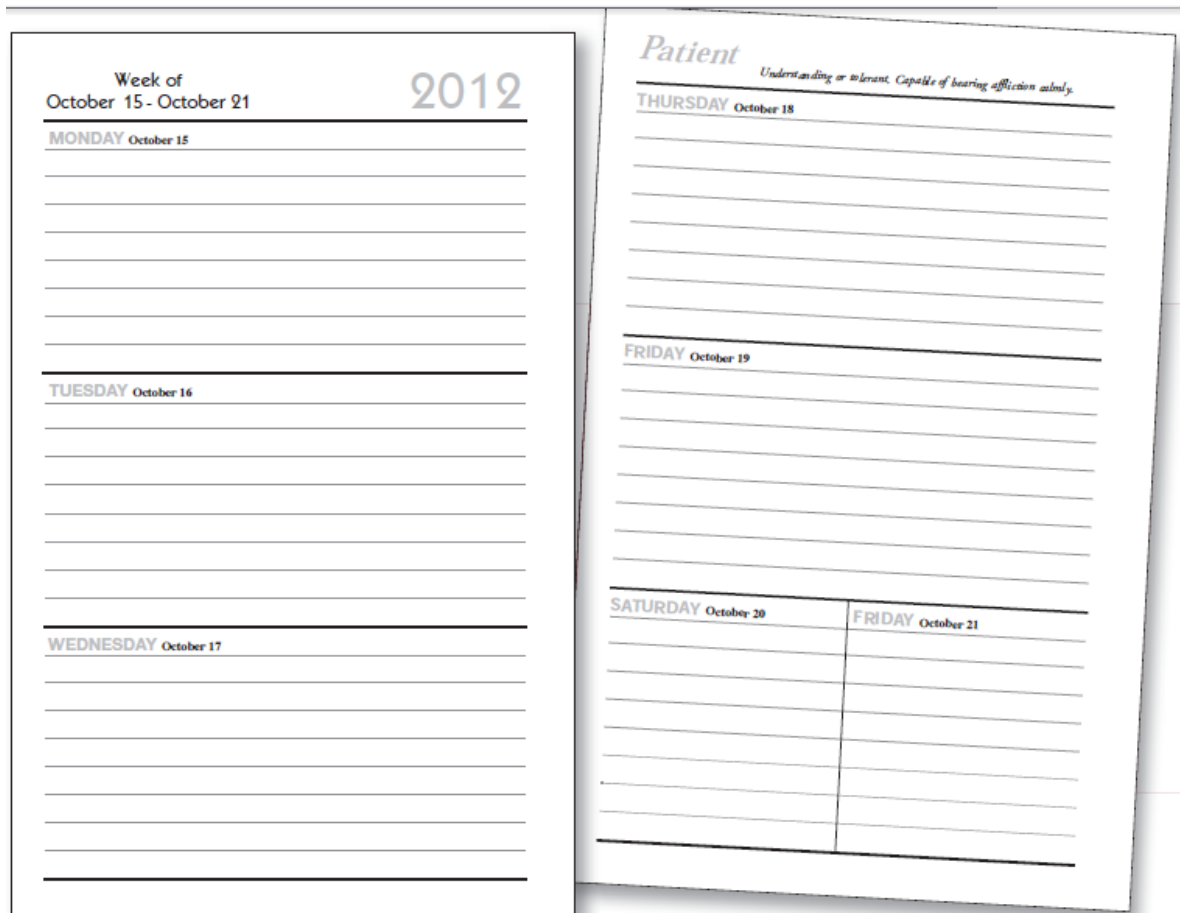 Week of
October 15 - October 21
2012
MONDAY October 15
TUESDAY October 16
WEDNESDAY October 17
Patient
Understanding or tolerant. Capable of bearing affliction calmly.
THURSDAY October 18
FRIDAY October 19
SATURDAY October 20
FRIDAY October 21